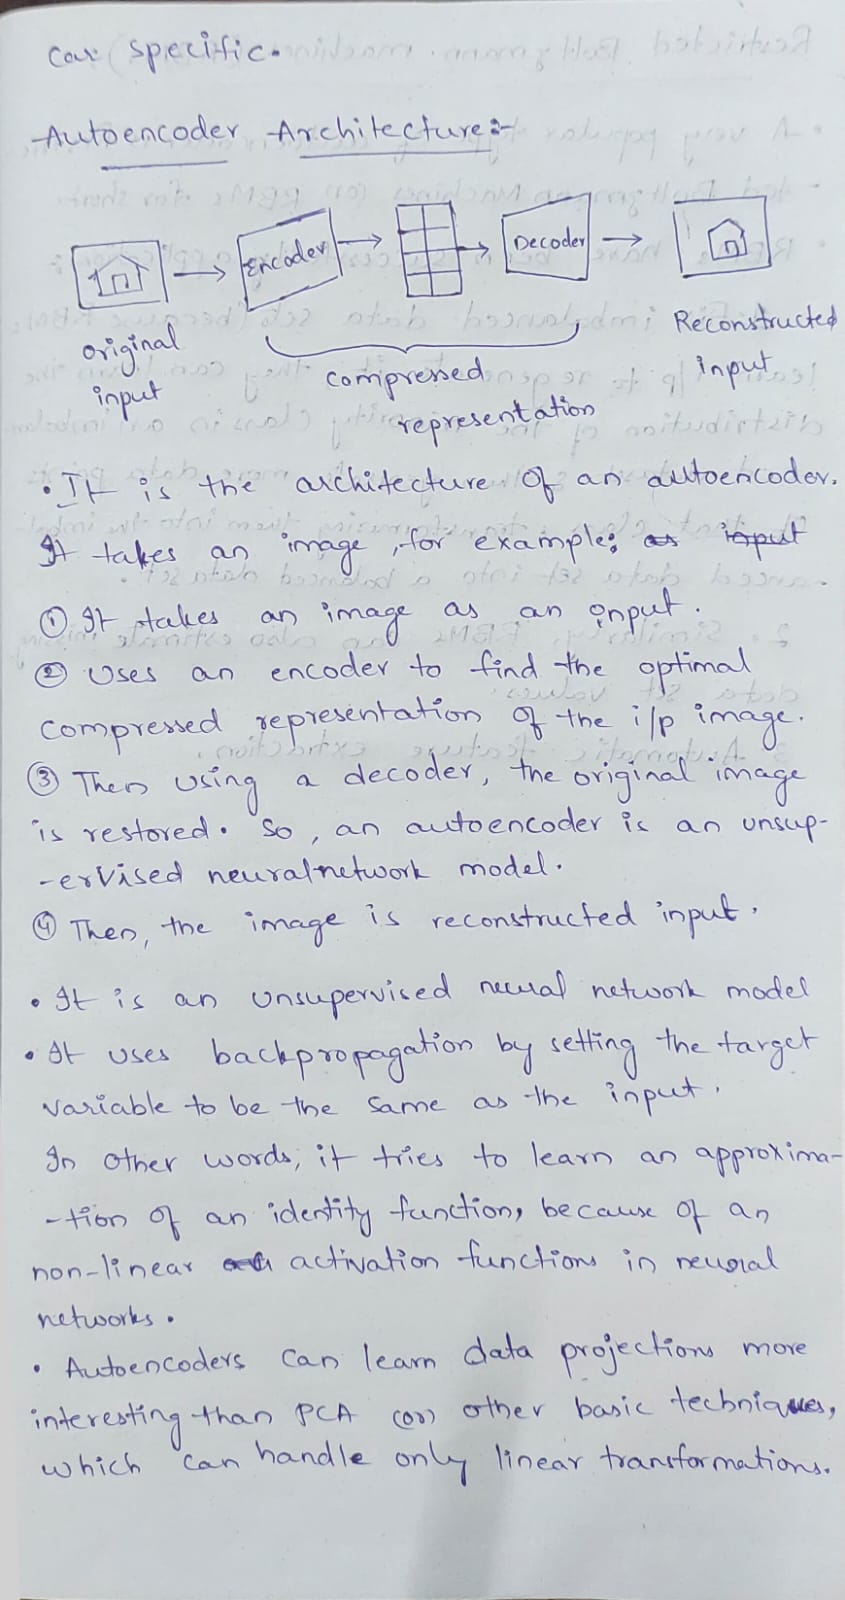 car specific.
Autoencoder Architecture:-
Encoder
Decoder
original
input
compressed
representation
Reconstructed
input
• It is the architecture of an autoencoder.
It takes an image, for example; as input
① It takes an image as an input.
② Uses an encoder to find the optimal
compressed representation of the i/p image.
③ Then using a decoder, the original image
is restored. So, an autoencoder is an unsup-
-ervised neural network model.
④ Then, the image is reconstructed input.
• It is an unsupervised neural network model
• It uses backpropagation by setting the target
variable to be the same as the input.
In other words, it tries to learn an approxima-
-tion of an identity function, because of an
non-linear activation functions in neural
networks.
• Autoencoders can learn data projections more
interesting than PCA (or) other basic techniques,
which can handle only linear transformations.